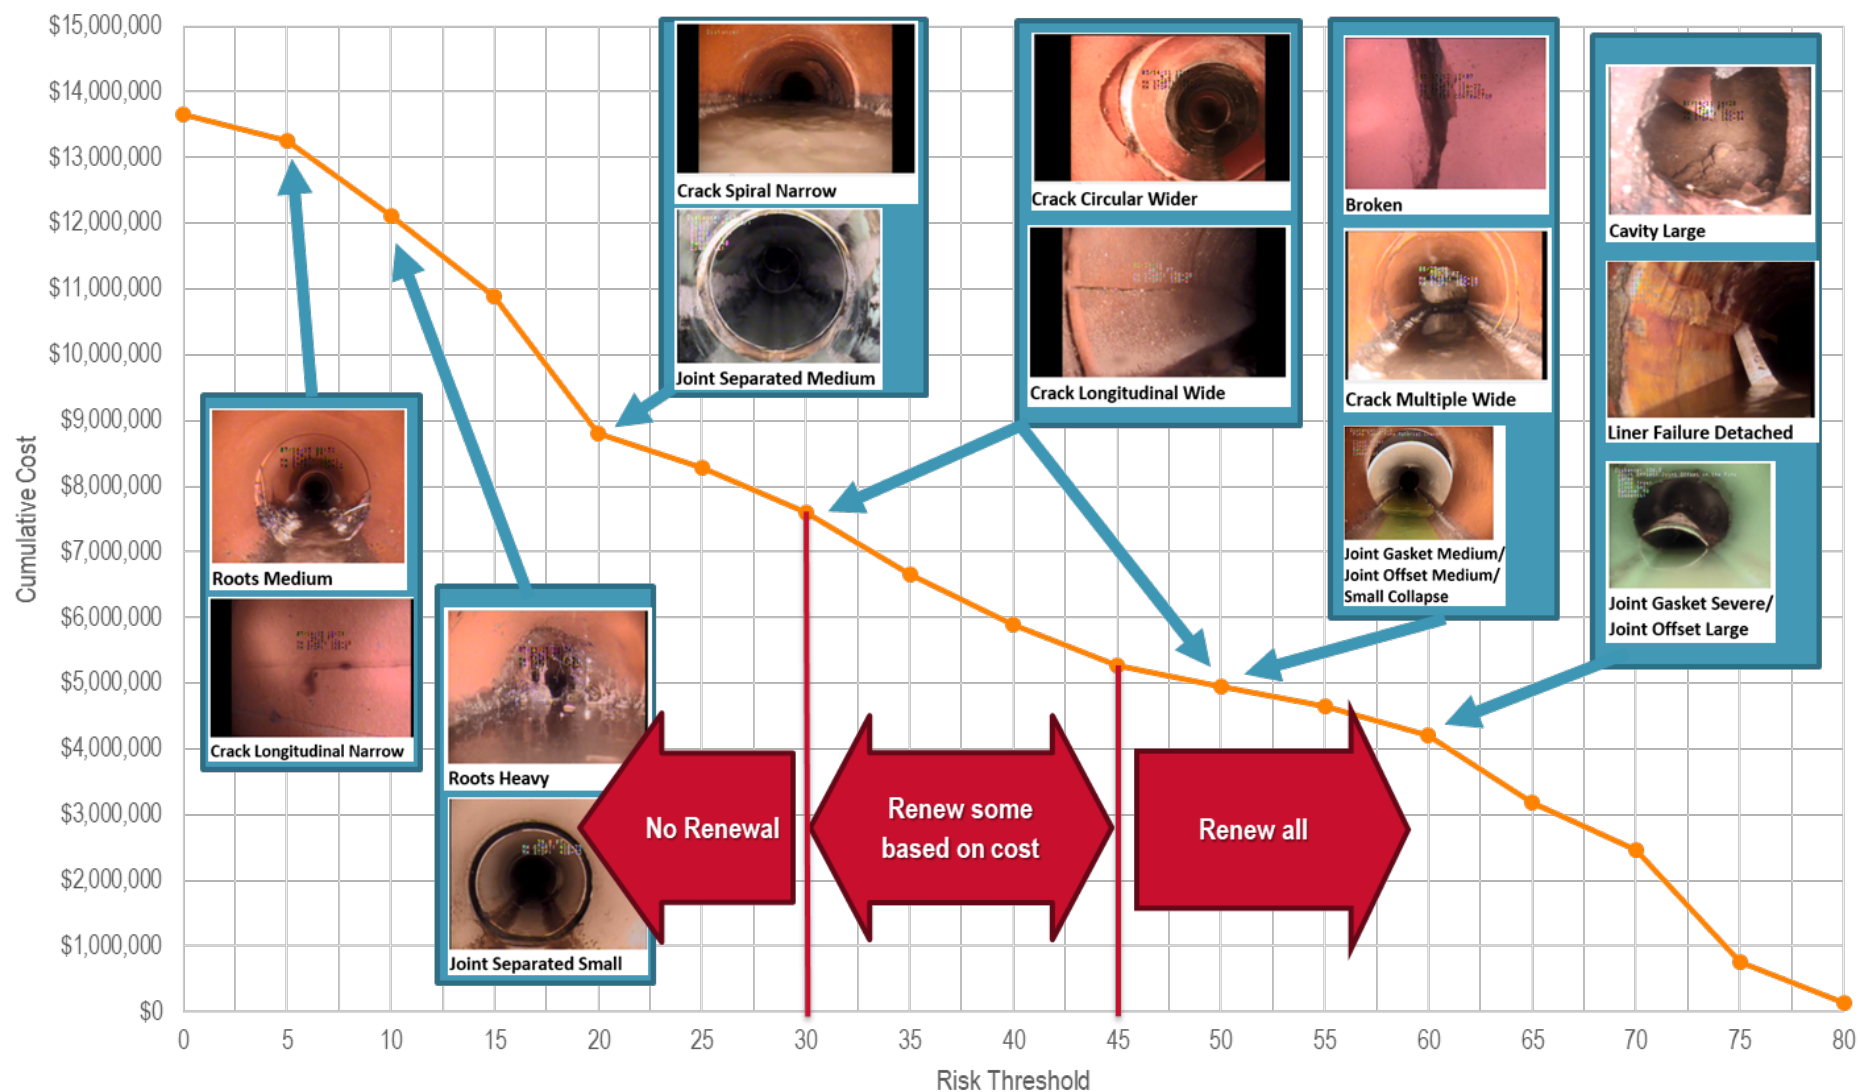 $15,000,000
$14,000,000
$13,000,000
$12,000,000
$11,000,000
$10,000,000
$9,000,000
$8,000,000
$7,000,000
$6,000,000
$5,000,000
$4,000,000
$3,000,000
$2,000,000
$1,000,000
$0
Cumulative Cost
Roots Medium
Crack Longitudinal Narrow
Roots Heavy
Joint Separated Small
Crack Spiral Narrow
Joint Separated Medium
Crack Circular Wider
Crack Longitudinal Wide
Broken
Crack Multiple Wide
Joint Gasket Medium/
Joint Offset Medium/
Small Collapse
Cavity Large
Liner Failure Detached
Joint Gasket Severe/
Joint Offset Large
No Renewal
Renew some
based on cost
Renew all
0 5 10 15 20 25 30 35 40 45 50 55 60 65 70 75 80
Risk Threshold